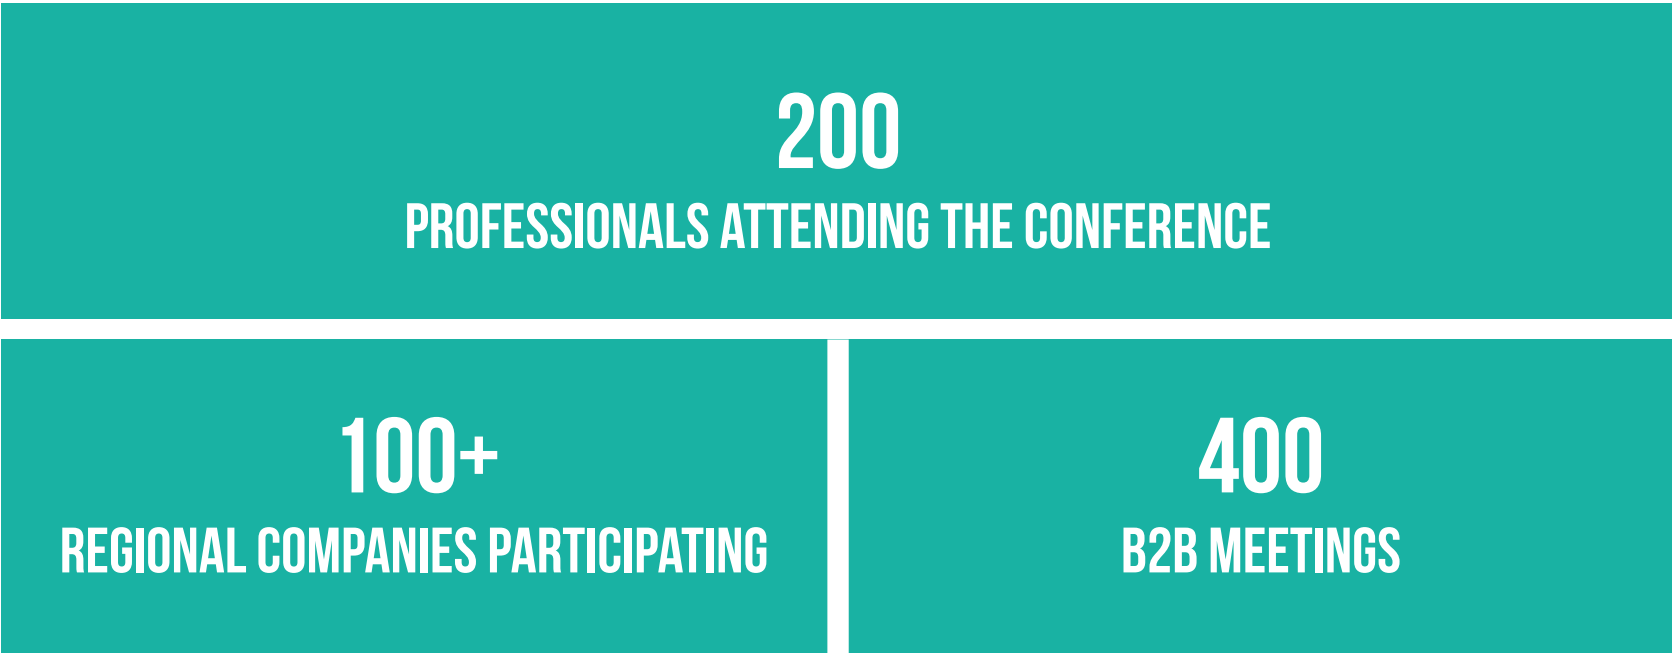 200
PROFESSIONALS ATTENDING THE CONFERENCE
100+
REGIONAL COMPANIES PARTICIPATING
400
B2B MEETINGS